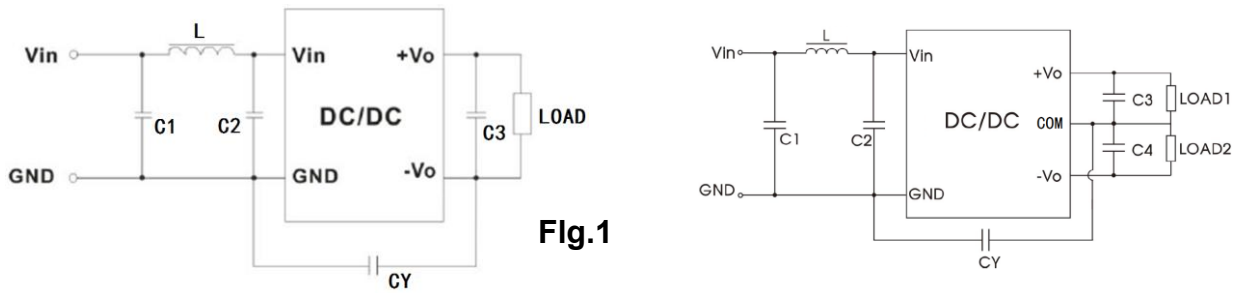 L
Vin
Vin
+Vo
C1
C2
DC/DC
C3
LOAD
GND
GND
-Vo
CY
FIg.1
L
VIn
Vin
+Vo
C3
LOAD1
C1
C2
DC/DC
COM
C4
LOAD2
-Vo
GND
GND
CY